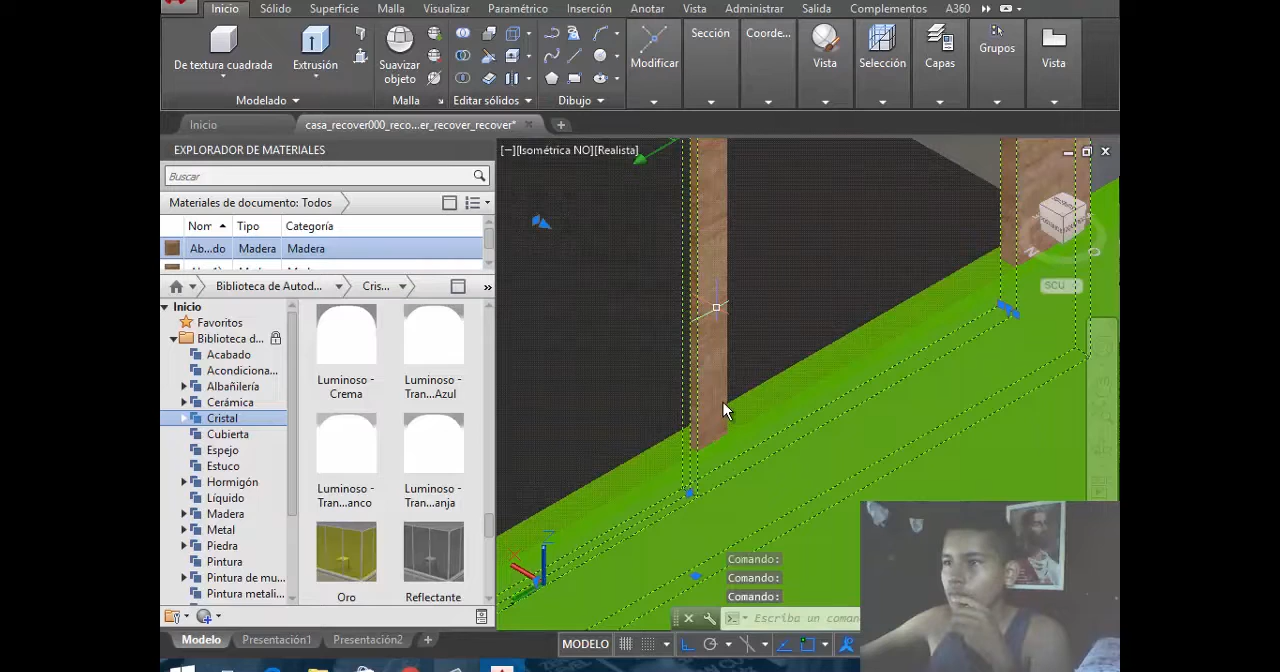 Inicio Sólido Superficie Malla Malla Visualizar Paramétrico Inserción Anotar Vista Administrar Salida Complementos A360
De textura cuadrada Extrusión Suavizar objeto Modificar Sección Coorde... Vista Selección Capas Grupos Vista
Modelado Malla Editar sólidos Dibujo
Inicio casa_recover000_reco...er_recover_recover*
EXPLORADOR DE MATERIALES
Buscar
Materiales de documento: Todos
Nor Tipo Categoría
Ab...do Madera Madera
Biblioteca de Autod... Cris...
Inicio
Favoritos
Biblioteca d...
Acabado
Acondiciona...
Albañilería
Cerámica
Cristal
Cubierta
Espejo
Estuco
Hormigón
Líquido
Madera
Metal
Piedra
Pintura
Pintura de mu...
Pintura metali...
Luminoso - Crema
Luminoso - Tran...Azul
Luminoso - Tran...anco
Luminoso - Tran...anja
Oro
Reflectante
[−][Isométrica NO][Realista]
N O
SCU
X Z
Comando:
Comando:
Comando:
Escriba un coman
Modelo Presentación1 Presentación2 +
MODELO